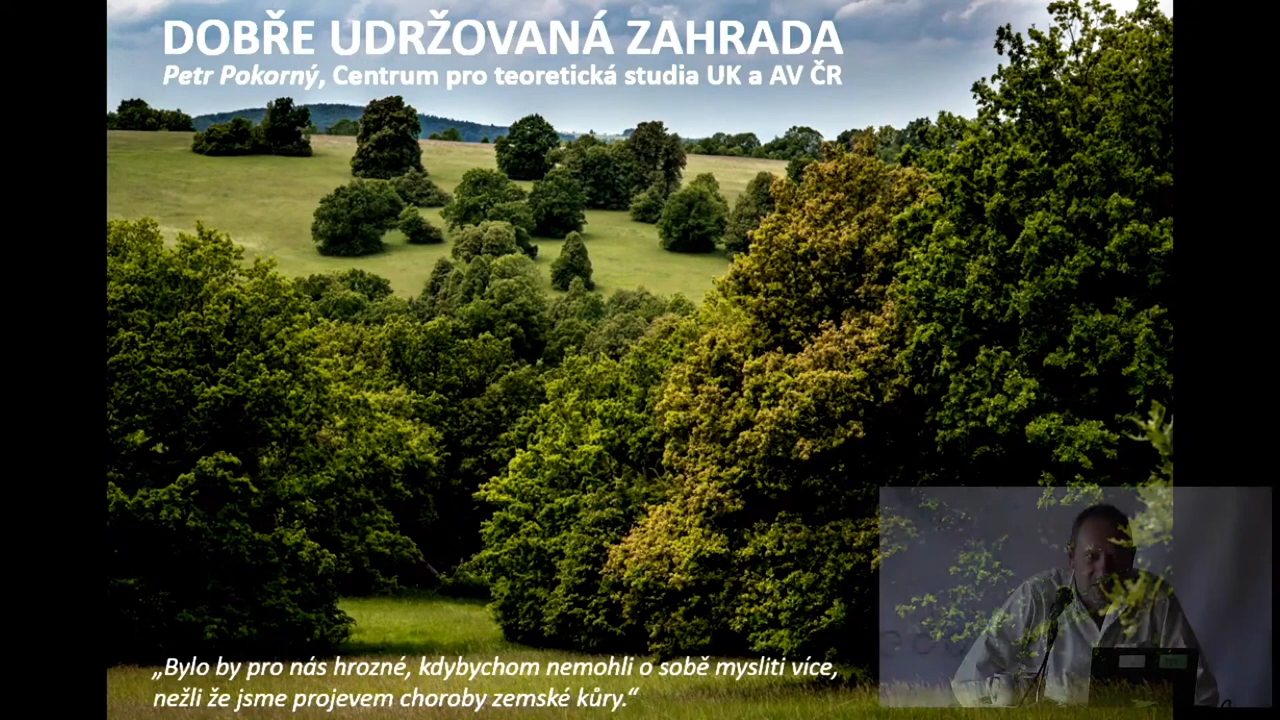 DOBŘE UDRŽOVANÁ ZAHRADA
Petr Pokorný, Centrum pro teoretická studia UK a AV ČR
„Bylo by pro nás hrozné, kdybychom nemohli o sobě mysliti více,
nežli že jsme projevem choroby zemské kůry.“